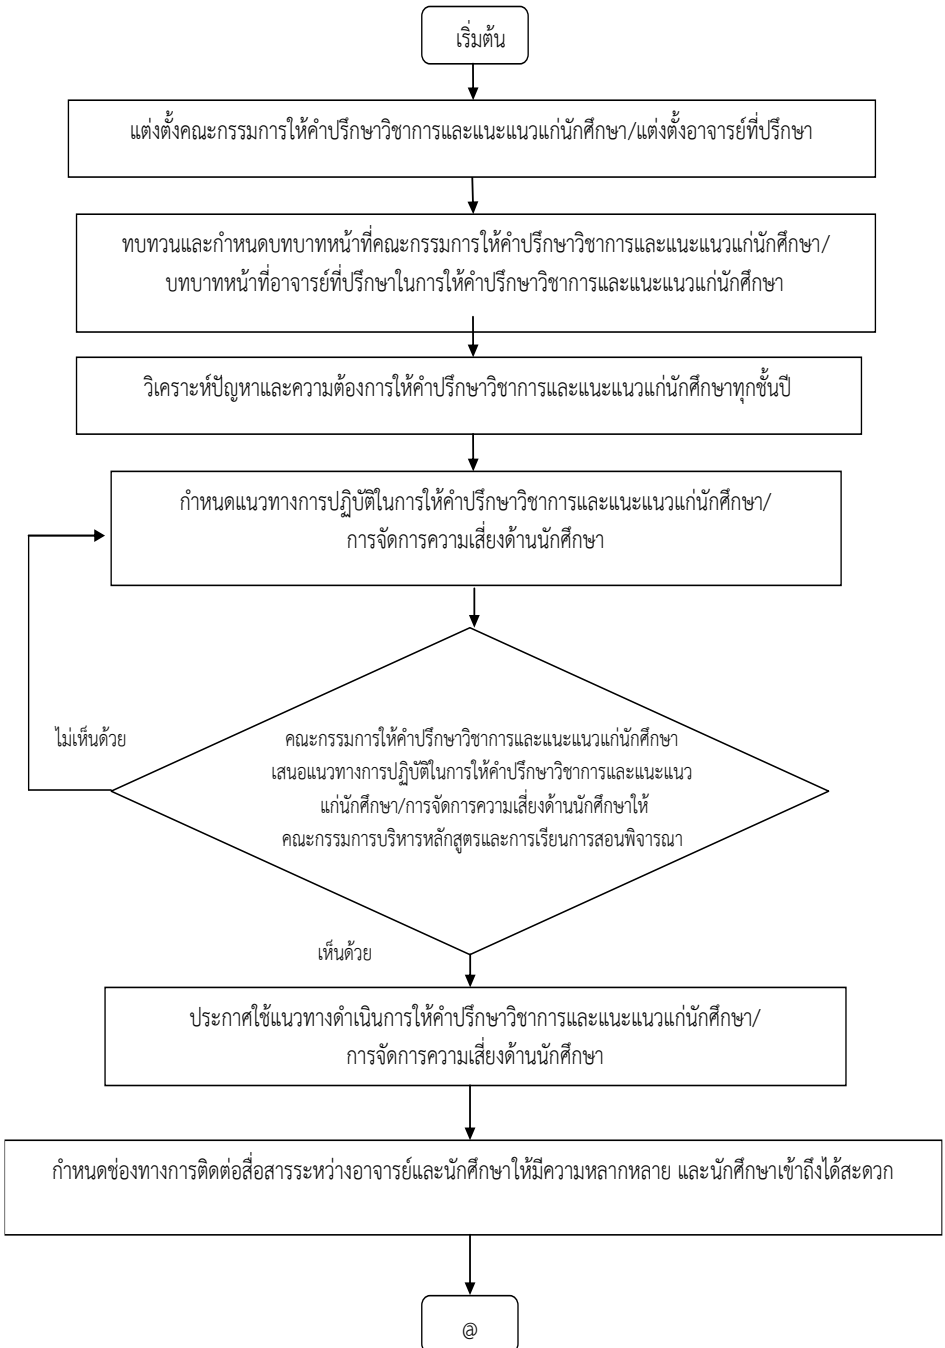 เริ่มต้น
แต่งตั้งคณะกรรมการให้คำปรึกษาวิชาการและแนะแนวแก่นักศึกษา/แต่งตั้งอาจารย์ที่ปรึกษา
ทบทวนและกำหนดบทบาทหน้าที่คณะกรรมการให้คำปรึกษาวิชาการและแนะแนวแก่นักศึกษา/
บทบาทหน้าที่อาจารย์ที่ปรึกษาในการให้คำปรึกษาวิชาการและแนะแนวแก่นักศึกษา
วิเคราะห์ปัญหาและความต้องการให้คำปรึกษาวิชาการและแนะแนวแก่นักศึกษาทุกชั้นปี
กำหนดแนวทางการปฏิบัติในการให้คำปรึกษาวิชาการและแนะแนวแก่นักศึกษา/
การจัดการความเสี่ยงด้านนักศึกษา
ไม่เห็นด้วย
คณะกรรมการให้คำปรึกษาวิชาการและแนะแนวแก่นักศึกษา
เสนอแนวทางการปฏิบัติในการให้คำปรึกษาวิชาการและแนะแนว
แก่นักศึกษา/การจัดการความเสี่ยงด้านนักศึกษาให้
คณะกรรมการบริหารหลักสูตรและการเรียนการสอนพิจารณา
เห็นด้วย
ประกาศใช้แนวทางดำเนินการให้คำปรึกษาวิชาการและแนะแนวแก่นักศึกษา/
การจัดการความเสี่ยงด้านนักศึกษา
กำหนดช่องทางการติดต่อสื่อสารระหว่างอาจารย์และนักศึกษาให้มีความหลากหลาย และนักศึกษาเข้าถึงได้สะดวก
@